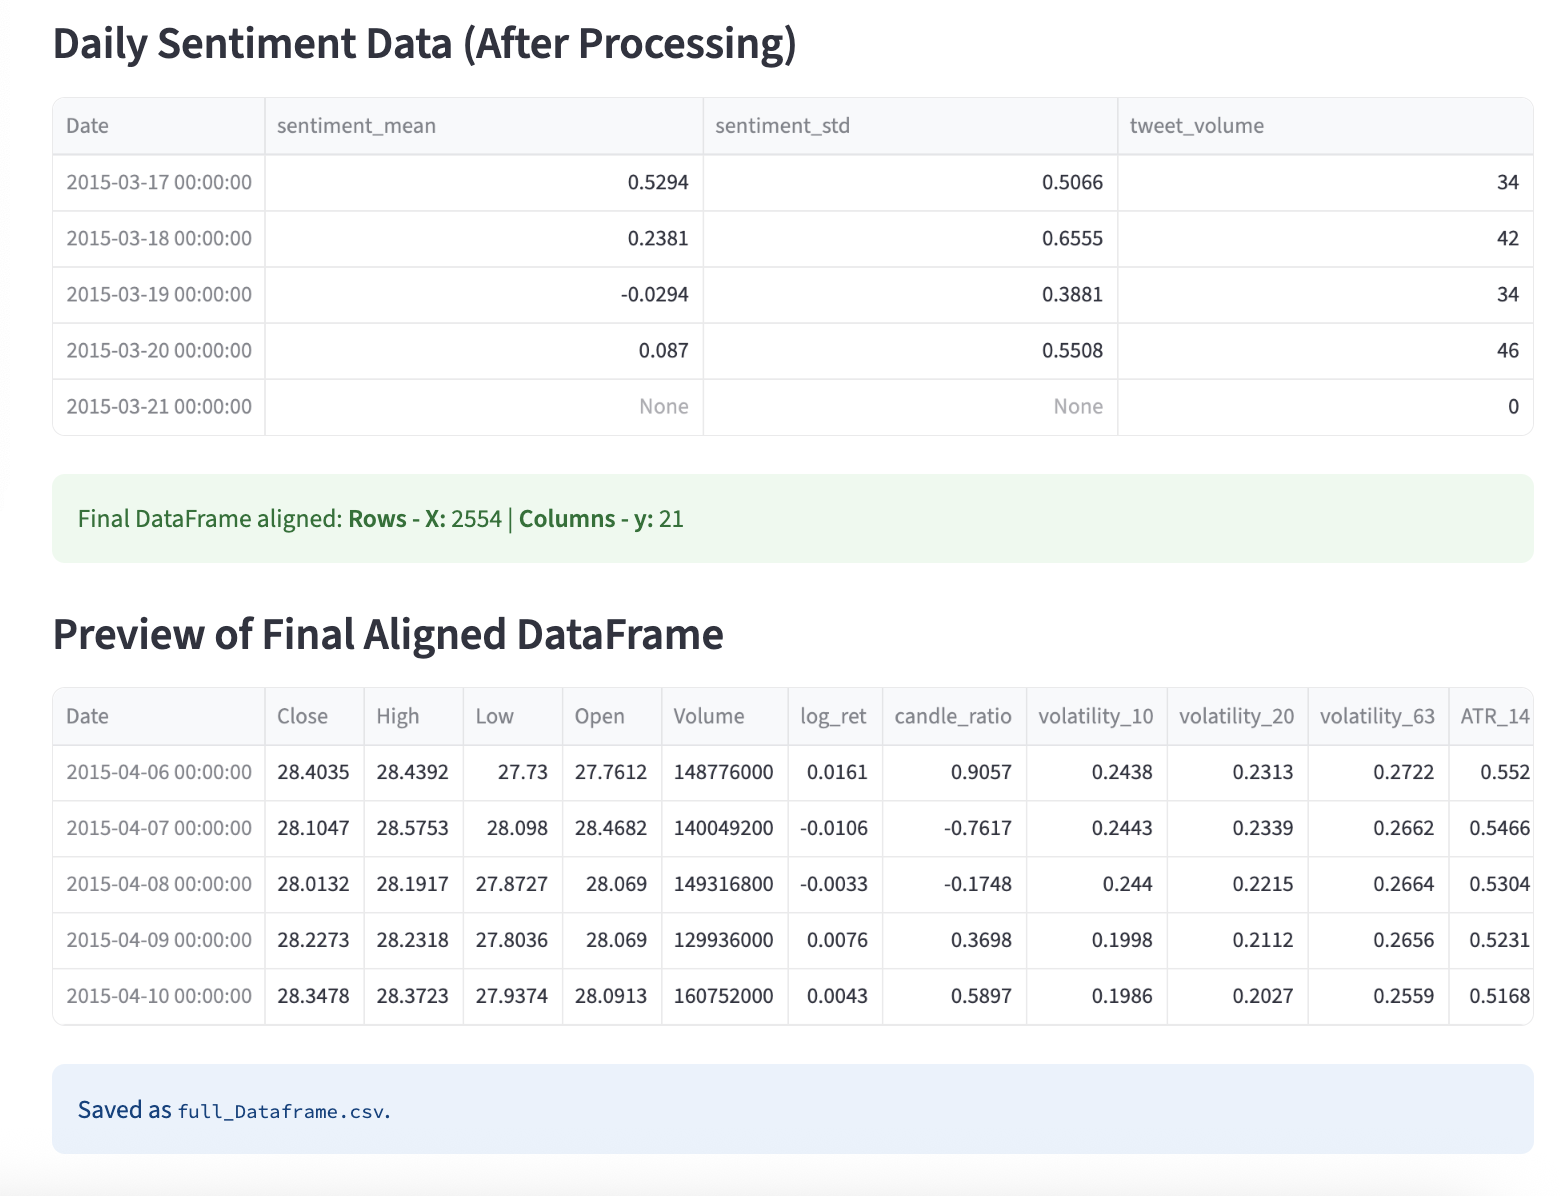 Daily Sentiment Data (After Processing)
Date sentiment_mean sentiment_std tweet_volume
2015-03-17 00:00:00 0.5294 0.5066 34
2015-03-18 00:00:00 0.2381 0.6555 42
2015-03-19 00:00:00 -0.0294 0.3881 34
2015-03-20 00:00:00 0.087 0.5508 46
2015-03-21 00:00:00 None None 0
Final DataFrame aligned: Rows - X: 2554 | Columns - y: 21
Preview of Final Aligned DataFrame
Date Close High Low Open Volume log_ret candle_ratio volatility_10 volatility_20 volatility_63 ATR_14
2015-04-06 00:00:00 28.4035 28.4392 27.73 27.7612 148776000 0.0161 0.9057 0.2438 0.2313 0.2722 0.552
2015-04-07 00:00:00 28.1047 28.5753 28.098 28.4682 140049200 -0.0106 -0.7617 0.2443 0.2339 0.2662 0.5466
2015-04-08 00:00:00 28.0132 28.1917 27.8727 28.069 149316800 -0.0033 -0.1748 0.244 0.2215 0.2664 0.5304
2015-04-09 00:00:00 28.2273 28.2318 27.8036 28.069 129936000 0.0076 0.3698 0.1998 0.2112 0.2656 0.5231
2015-04-10 00:00:00 28.3478 28.3723 27.9374 28.0913 160752000 0.0043 0.5897 0.1986 0.2027 0.2559 0.5168
Saved as full_Dataframe.csv.